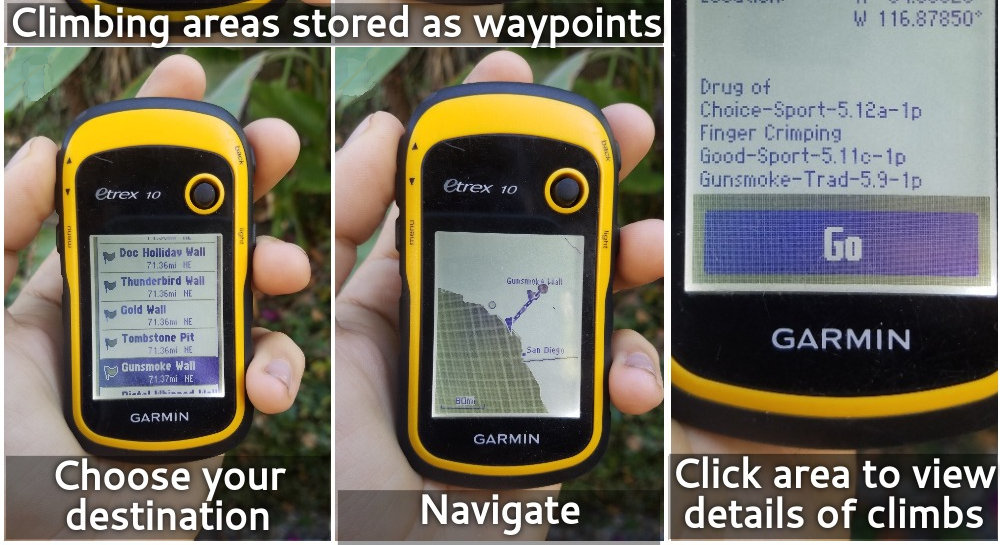 Climbing areas stored as waypoints
back
etrex 10
menu
light
Doc Holliday Wall
71.36mi NE
Thunderbird Wall
71.36mi NE
Gold Wall
71.36mi NE
Tombstone Pit
71.36mi NE
Gunsmoke Wall
71.37mi NE
GARMIN
Choose your
destination
back
etrex 10
menu
light
Gunsmoke Wall
San Diego
80mi
GARMIN
Navigate
W 116.87850°
Drug of
Choice-Sport-5.12a-1p
Finger Crimping
Good-Sport-5.11c-1p
Gunsmoke-Trad-5.9-1p
Go
GARMIN
Click area to view
details of climbs